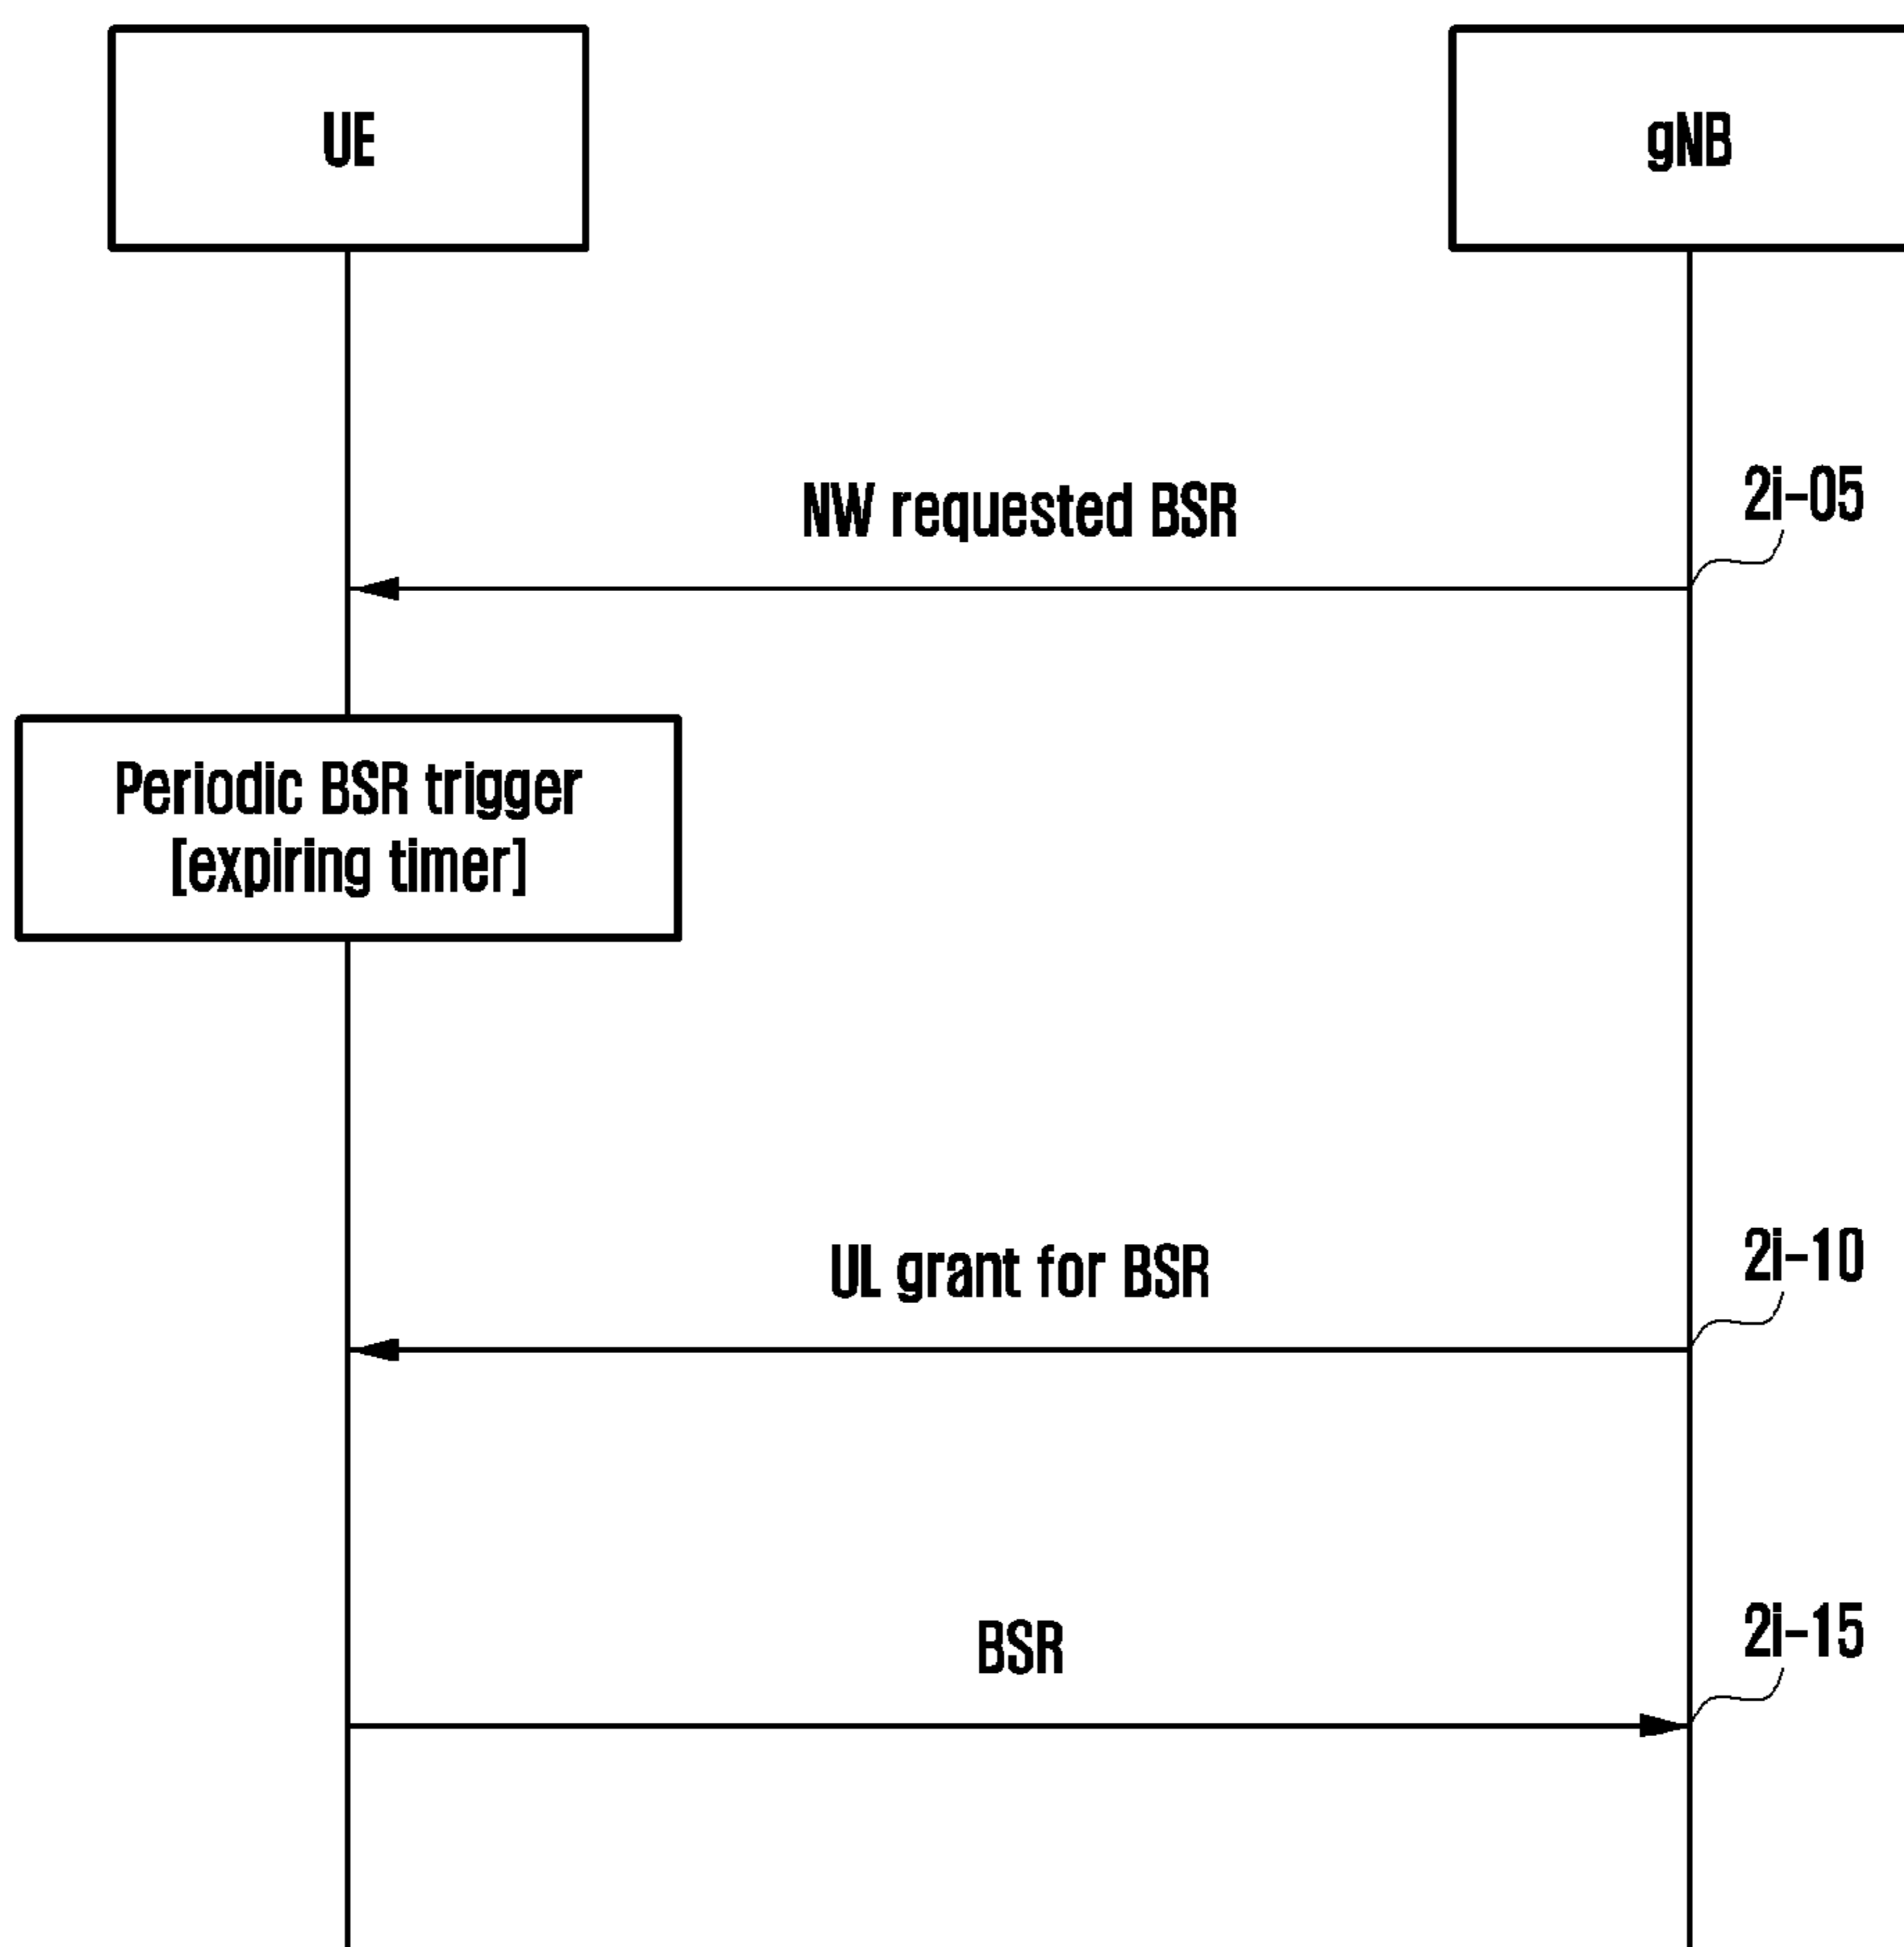 UE
gNB
2i-05
NW requested BSR
Periodic BSR trigger
[expiring timer]
2i-10
UL grant for BSR
2i-15
BSR